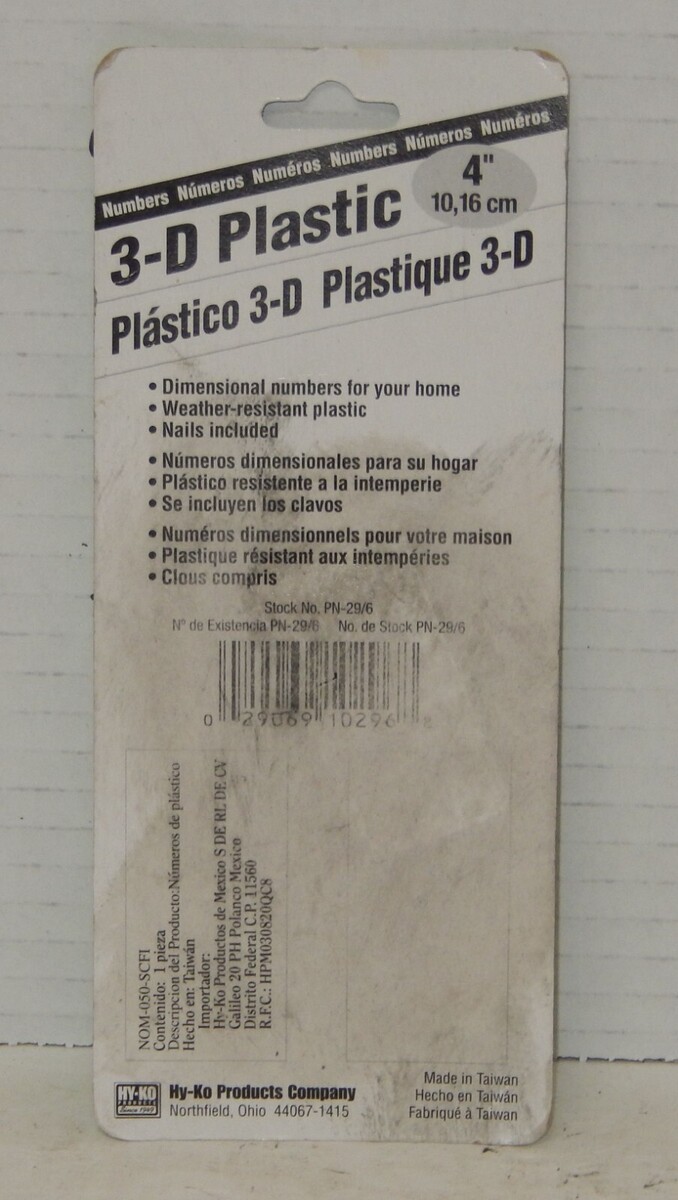 Numbers Números Numéros Numbers Números Numéros
4"
10,16 cm
3-D Plastic
Plástico 3-D Plastique 3-D
• Dimensional numbers for your home
• Weather-resistant plastic
• Nails included
• Números dimensionales para su hogar
• Plástico resistente a la intemperie
• Se incluyen los clavos
• Numéros dimensionnels pour votre maison
• Plastique résistant aux intempéries
• Clous compris
Stock No. PN-29/6
N° de Existencia PN-29/6 No. de Stock PN-29/6
0 29069 10296
NOM-050-SCFI
Contenido: 1 pieza
Descripcion del Producto:Números de plástico
Hecho en: Taiwán
Importador:
Hy-Ko Productos de Mexico S DE RL DE CV
Galileo 20 PH Polanco Mexico
Distrito Federal C.P. 11560
R.F.C.: HPM030820QC8
HY-KO
PRODUCTS
Since 1949
Hy-Ko Products Company
Northfield, Ohio 44067-1415
Made in Taiwan
Hecho en Taiwán
Fabriqué à Taiwan